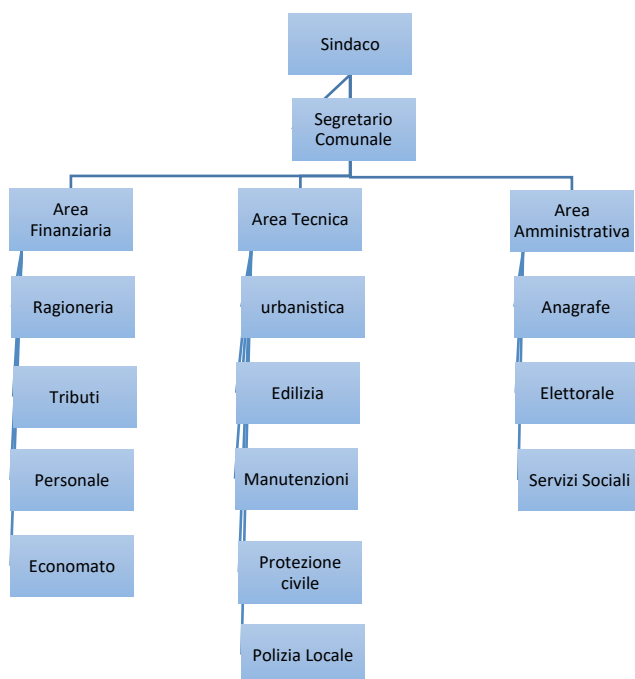 Sindaco
Segretario
Comunale
Area
Finanziaria
Area Tecnica
Area
Amministrativa
Ragioneria
urbanistica
Anagrafe
Tributi
Edilizia
Elettorale
Personale
Manutenzioni
Servizi Sociali
Economato
Protezione
civile
Polizia Locale